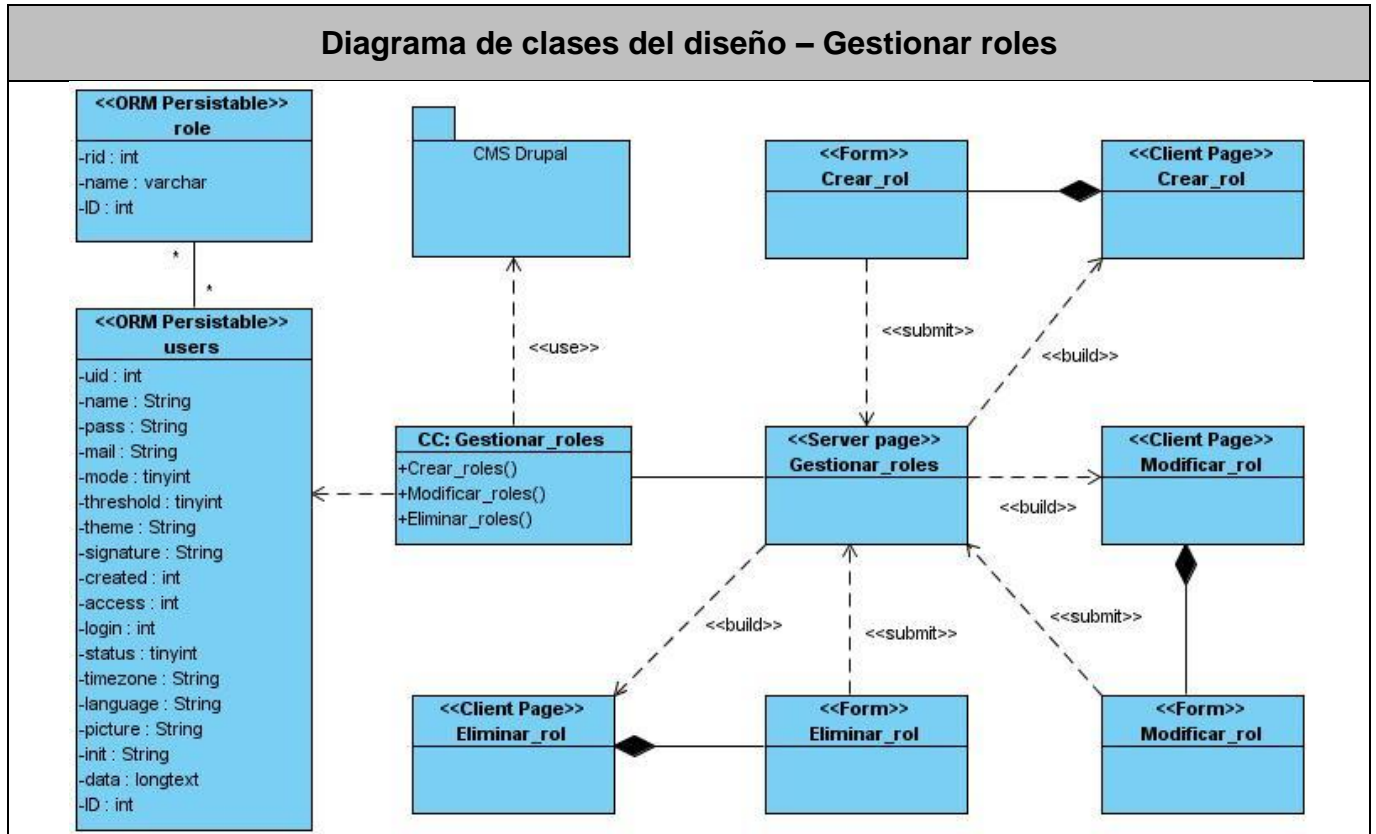 Diagrama de clases del diseño – Gestionar roles
<<ORM Persistable>>
role
-rid : int
-name : varchar
-ID : int
*
*
<<ORM Persistable>>
users
-uid : int
-name : String
-pass : String
-mail : String
-mode : tinyint
-threshold : tinyint
-theme : String
-signature : String
-created : int
-access : int
-login : int
-status : tinyint
-timezone : String
-language : String
-picture : String
-init : String
-data : longtext
-ID : int
CMS Drupal
<<use>>
CC: Gestionar_roles
+Crear_roles()
+Modificar_roles()
+Eliminar_roles()
<<Form>>
Crear_rol
<<Client Page>>
Crear_rol
<<submit>>
<<build>>
<<Server page>>
Gestionar_roles
<<Client Page>>
Modificar_rol
<<build>>
<<build>>
<<submit>>
<<submit>>
<<Client Page>>
Eliminar_rol
<<Form>>
Eliminar_rol
<<Form>>
Modificar_rol